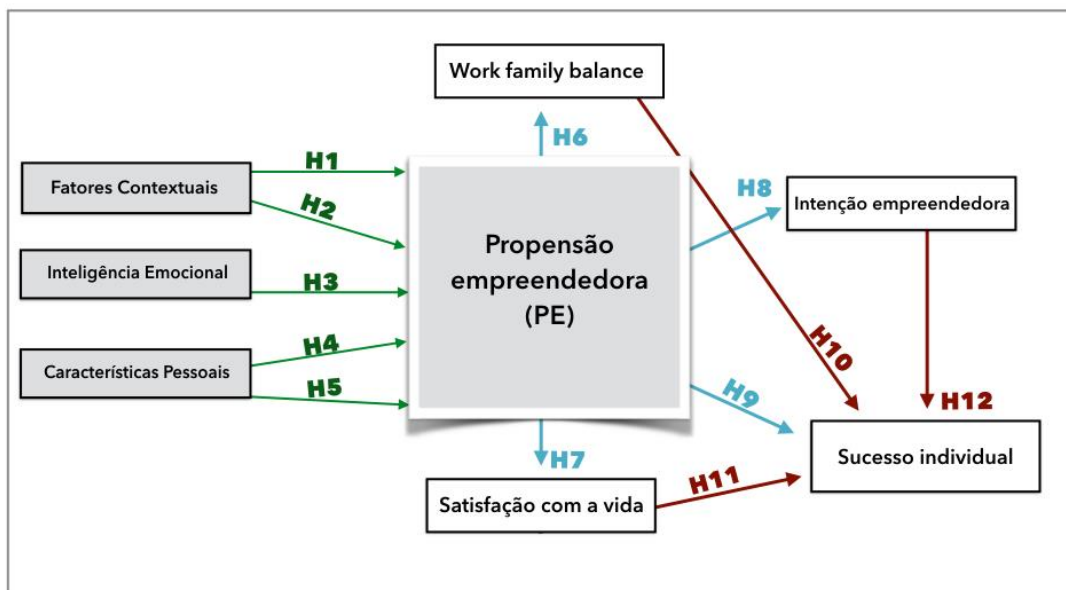 Work family balance
H6
H1
Fatores Contextuais
H2
H8
Intenção empreendedora
Propensão
empreendedora
(PE)
Inteligência Emocional
H3
H4
Características Pessoais
H5
H10
H9
H12
Sucesso individual
H7
H11
Satisfação com a vida